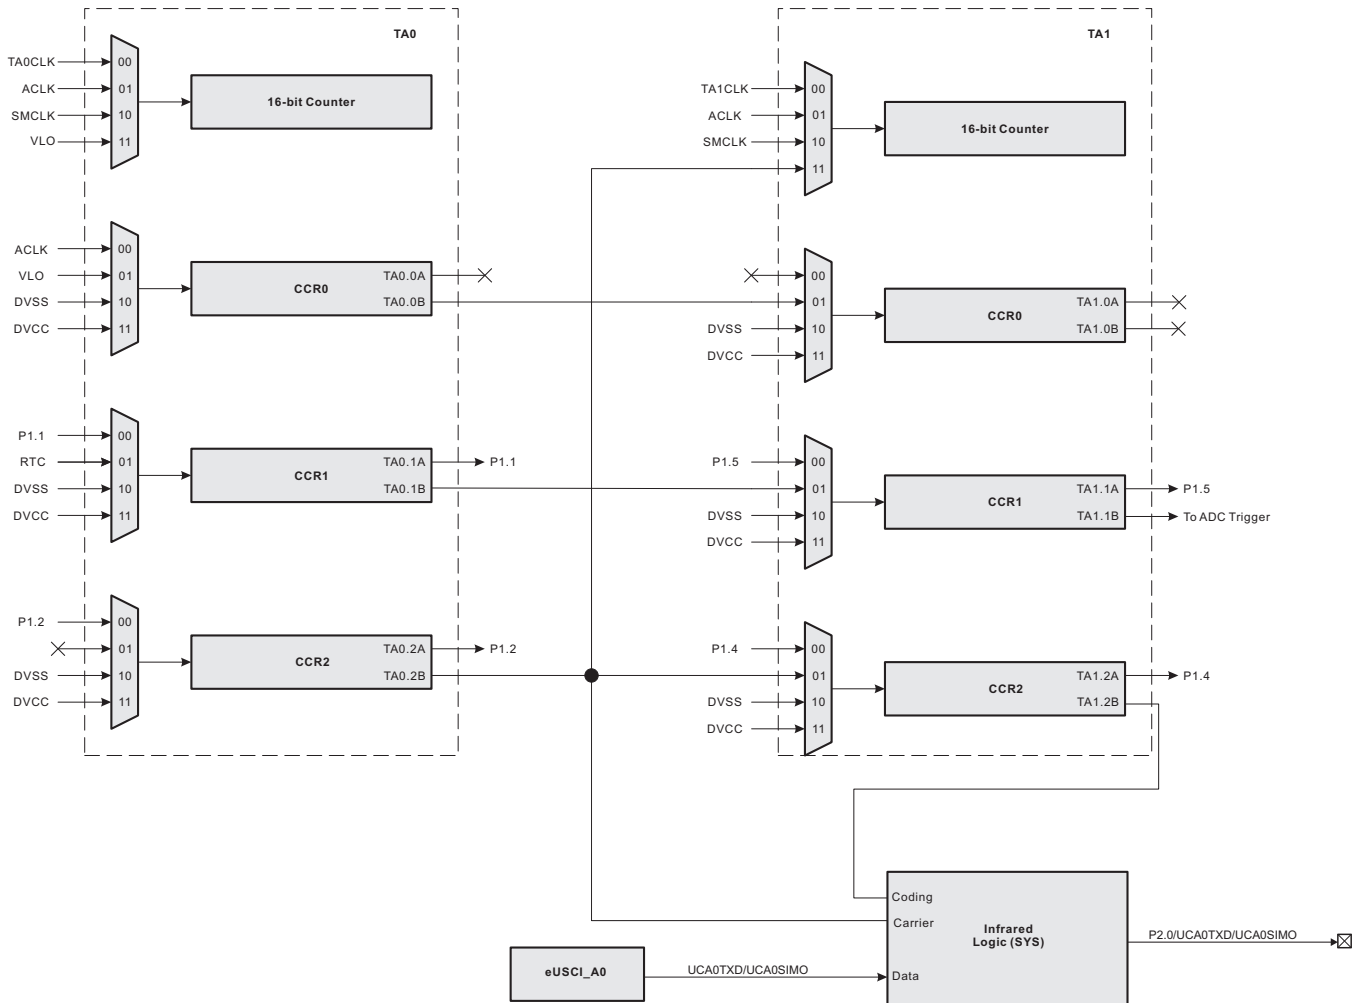 TA0
TA0CLK
00
ACLK
01
SMCLK
10
VLO
11
16-bit Counter
ACLK
00
VLO
01
DVSS
10
DVCC
11
CCR0
TA0.0A
TA0.0B
P1.1
00
RTC
01
DVSS
10
DVCC
11
CCR1
TA0.1A
P1.1
TA0.1B
P1.2
00
01
DVSS
10
DVCC
11
CCR2
TA0.2A
P1.2
TA0.2B
TA1
TA1CLK
00
ACLK
01
SMCLK
10
11
16-bit Counter
00
01
DVSS
10
DVCC
11
CCR0
TA1.0A
TA1.0B
P1.5
00
01
DVSS
10
DVCC
11
CCR1
TA1.1A
P1.5
TA1.1B
To ADC Trigger
P1.4
00
01
DVSS
10
DVCC
11
CCR2
TA1.2A
P1.4
TA1.2B
Coding
Carrier
Data
Infrared
Logic (SYS)
P2.0/UCA0TXD/UCA0SIMO
eUSCI_A0
UCA0TXD/UCA0SIMO